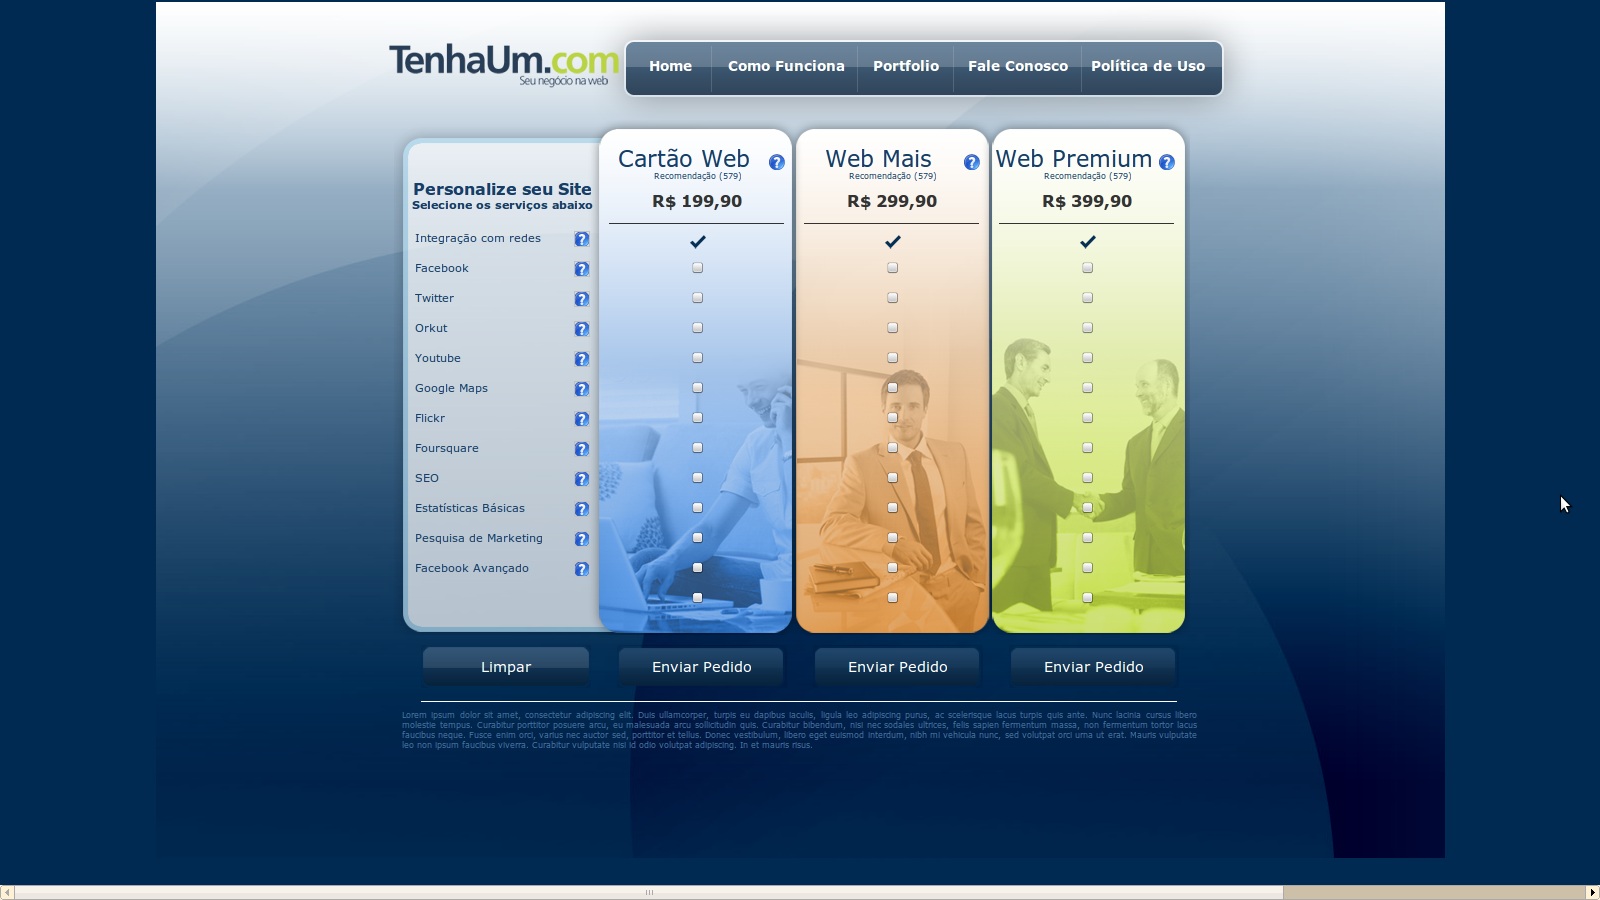 TenhaUm.com
Seu negócio na web
Home
Como Funciona
Portfolio
Fale Conosco
Política de Uso
Personalize seu Site
Selecione os serviços abaixo
Cartão Web
Recomendação (579)
R$ 199,90
Web Mais
Recomendação (579)
R$ 299,90
Web Premium
Recomendação (579)
R$ 399,90
Integração com redes
Facebook
Twitter
Orkut
Youtube
Google Maps
Flickr
Foursquare
SEO
Estatísticas Básicas
Pesquisa de Marketing
Facebook Avançado
Limpar
Enviar Pedido
Enviar Pedido
Enviar Pedido
Lorem ipsum dolor sit amet, consectetur adipiscing elit. Duis ullamcorper, turpis eu dapibus iaculis, ligula leo adipiscing purus, ac scelerisque lacus turpis quis ante. Nunc lacinia cursus libero
molestie tempus. Curabitur porttitor posuere arcu, eu malesuada arcu sollicitudin quis. Curabitur bibendum, nisl nec sodales ultrices, felis sapien fermentum massa, non fermentum tortor lacus
faucibus neque. Fusce enim orci, varius nec auctor sed, porttitor et tellus. Donec vestibulum, libero eget euismod interdum, nibh mi vehicula nunc, sed volutpat orci uma ut erat. Mauris vulputate
leo non ipsum faucibus viverra. Curabitur vulputate nisl id odio volutpat adipiscing. In et mauris risus.